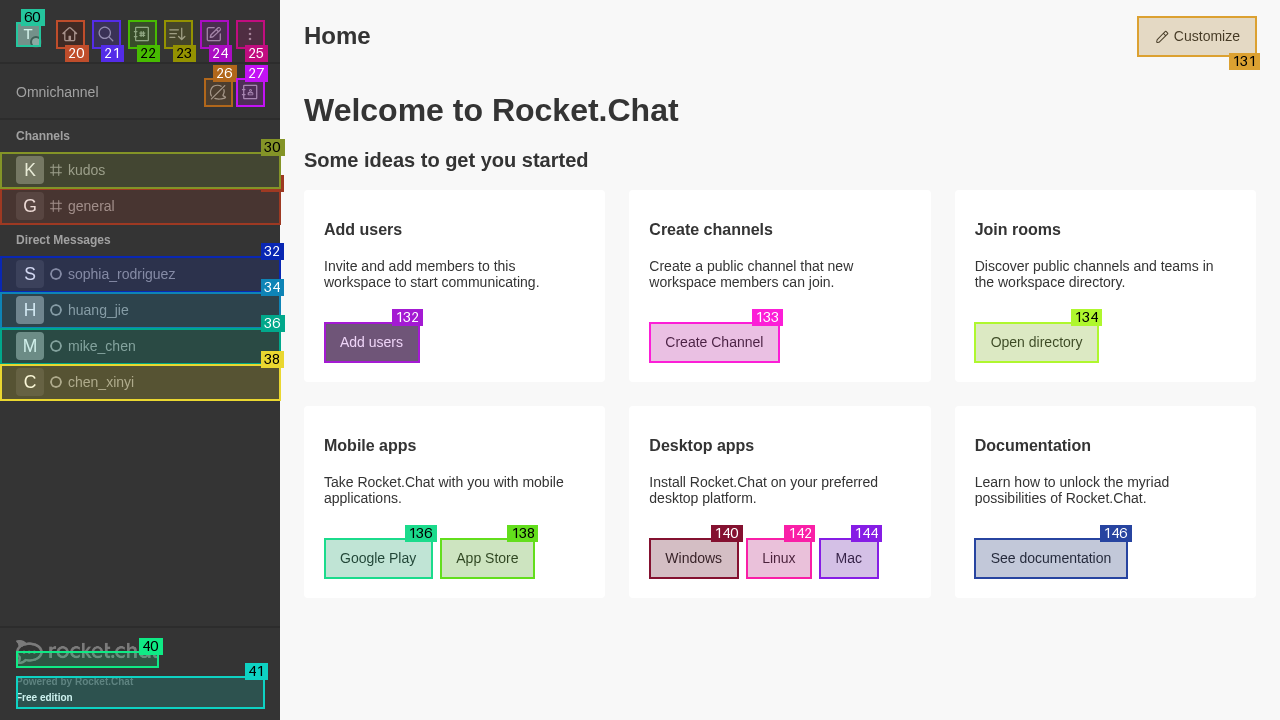 60
T
20
21
22
23
24
25
Omnichannel
26
27
Channels
30
K kudos
G general
Direct Messages
32
S sophia_rodriguez
34
H huang_jie
36
M mike_chen
38
C chen_xinyi
40
rocket.chat
41
Powered by Rocket.Chat
Free edition
Home
Customize
131
Welcome to Rocket.Chat
Some ideas to get you started
Add users
Invite and add members to this
workspace to start communicating.
132
Add users
Create channels
Create a public channel that new
workspace members can join.
133
Create Channel
Join rooms
Discover public channels and teams in
the workspace directory.
134
Open directory
Mobile apps
Take Rocket.Chat with you with mobile
applications.
136
138
Google Play
App Store
Desktop apps
Install Rocket.Chat on your preferred
desktop platform.
140
142
144
Windows
Linux
Mac
Documentation
Learn how to unlock the myriad
possibilities of Rocket.Chat.
146
See documentation